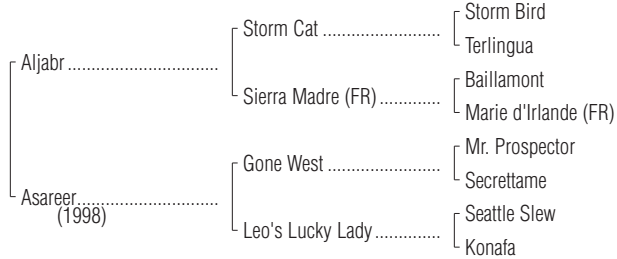 Storm Bird
Storm Cat ......................
Terlingua
Aljabr ............................
Baillamont
Sierra Madre (FR) ............
Marie d'Irlande (FR)
Mr. Prospector
Gone West .....................
Secrettame
Asareer..........................
(1998)
Seattle Slew
Leo's Lucky Lady .............
Konafa